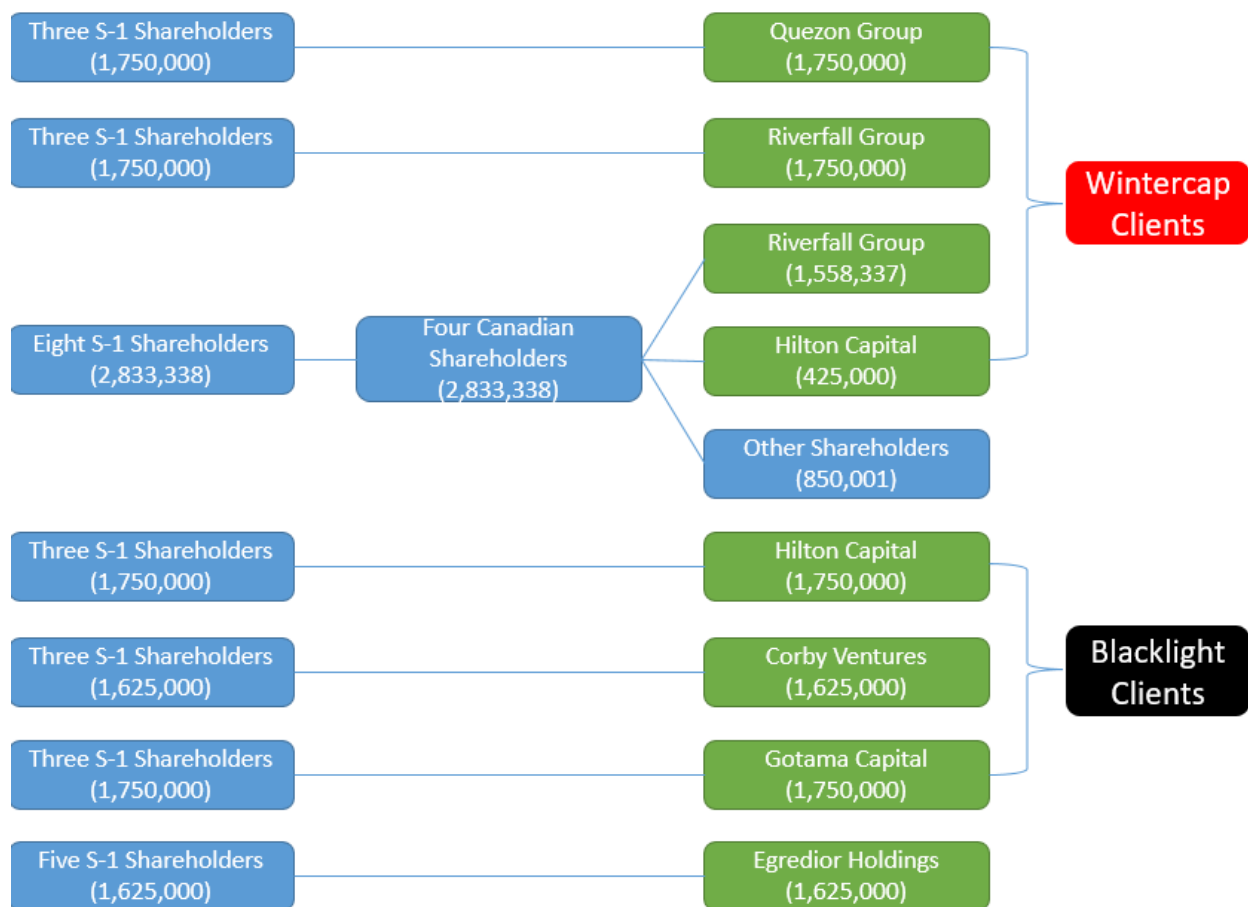 Three S-1 Shareholders
(1,750,000)
Quezon Group
(1,750,000)
Three S-1 Shareholders
(1,750,000)
Riverfall Group
(1,750,000)
Wintercap
Clients
Riverfall Group
(1,558,337)
Eight S-1 Shareholders
(2,833,338)
Four Canadian
Shareholders
(2,833,338)
Hilton Capital
(425,000)
Other Shareholders
(850,001)
Three S-1 Shareholders
(1,750,000)
Hilton Capital
(1,750,000)
Three S-1 Shareholders
(1,625,000)
Corby Ventures
(1,625,000)
Blacklight
Clients
Three S-1 Shareholders
(1,750,000)
Gotama Capital
(1,750,000)
Five S-1 Shareholders
(1,625,000)
Egredior Holdings
(1,625,000)